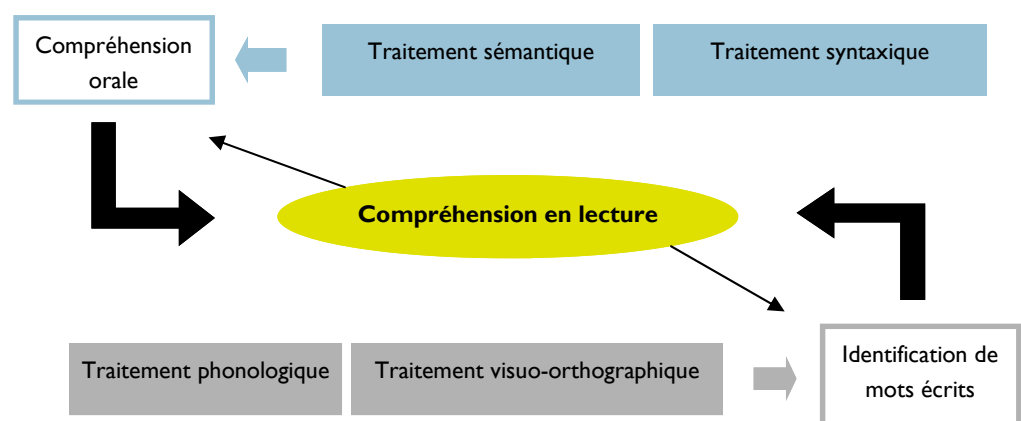 Compréhension
orale
Traitement sémantique
Traitement syntaxique
Compréhension en lecture
Traitement phonologique
Traitement visuo-orthographique
Identification de
mots écrits